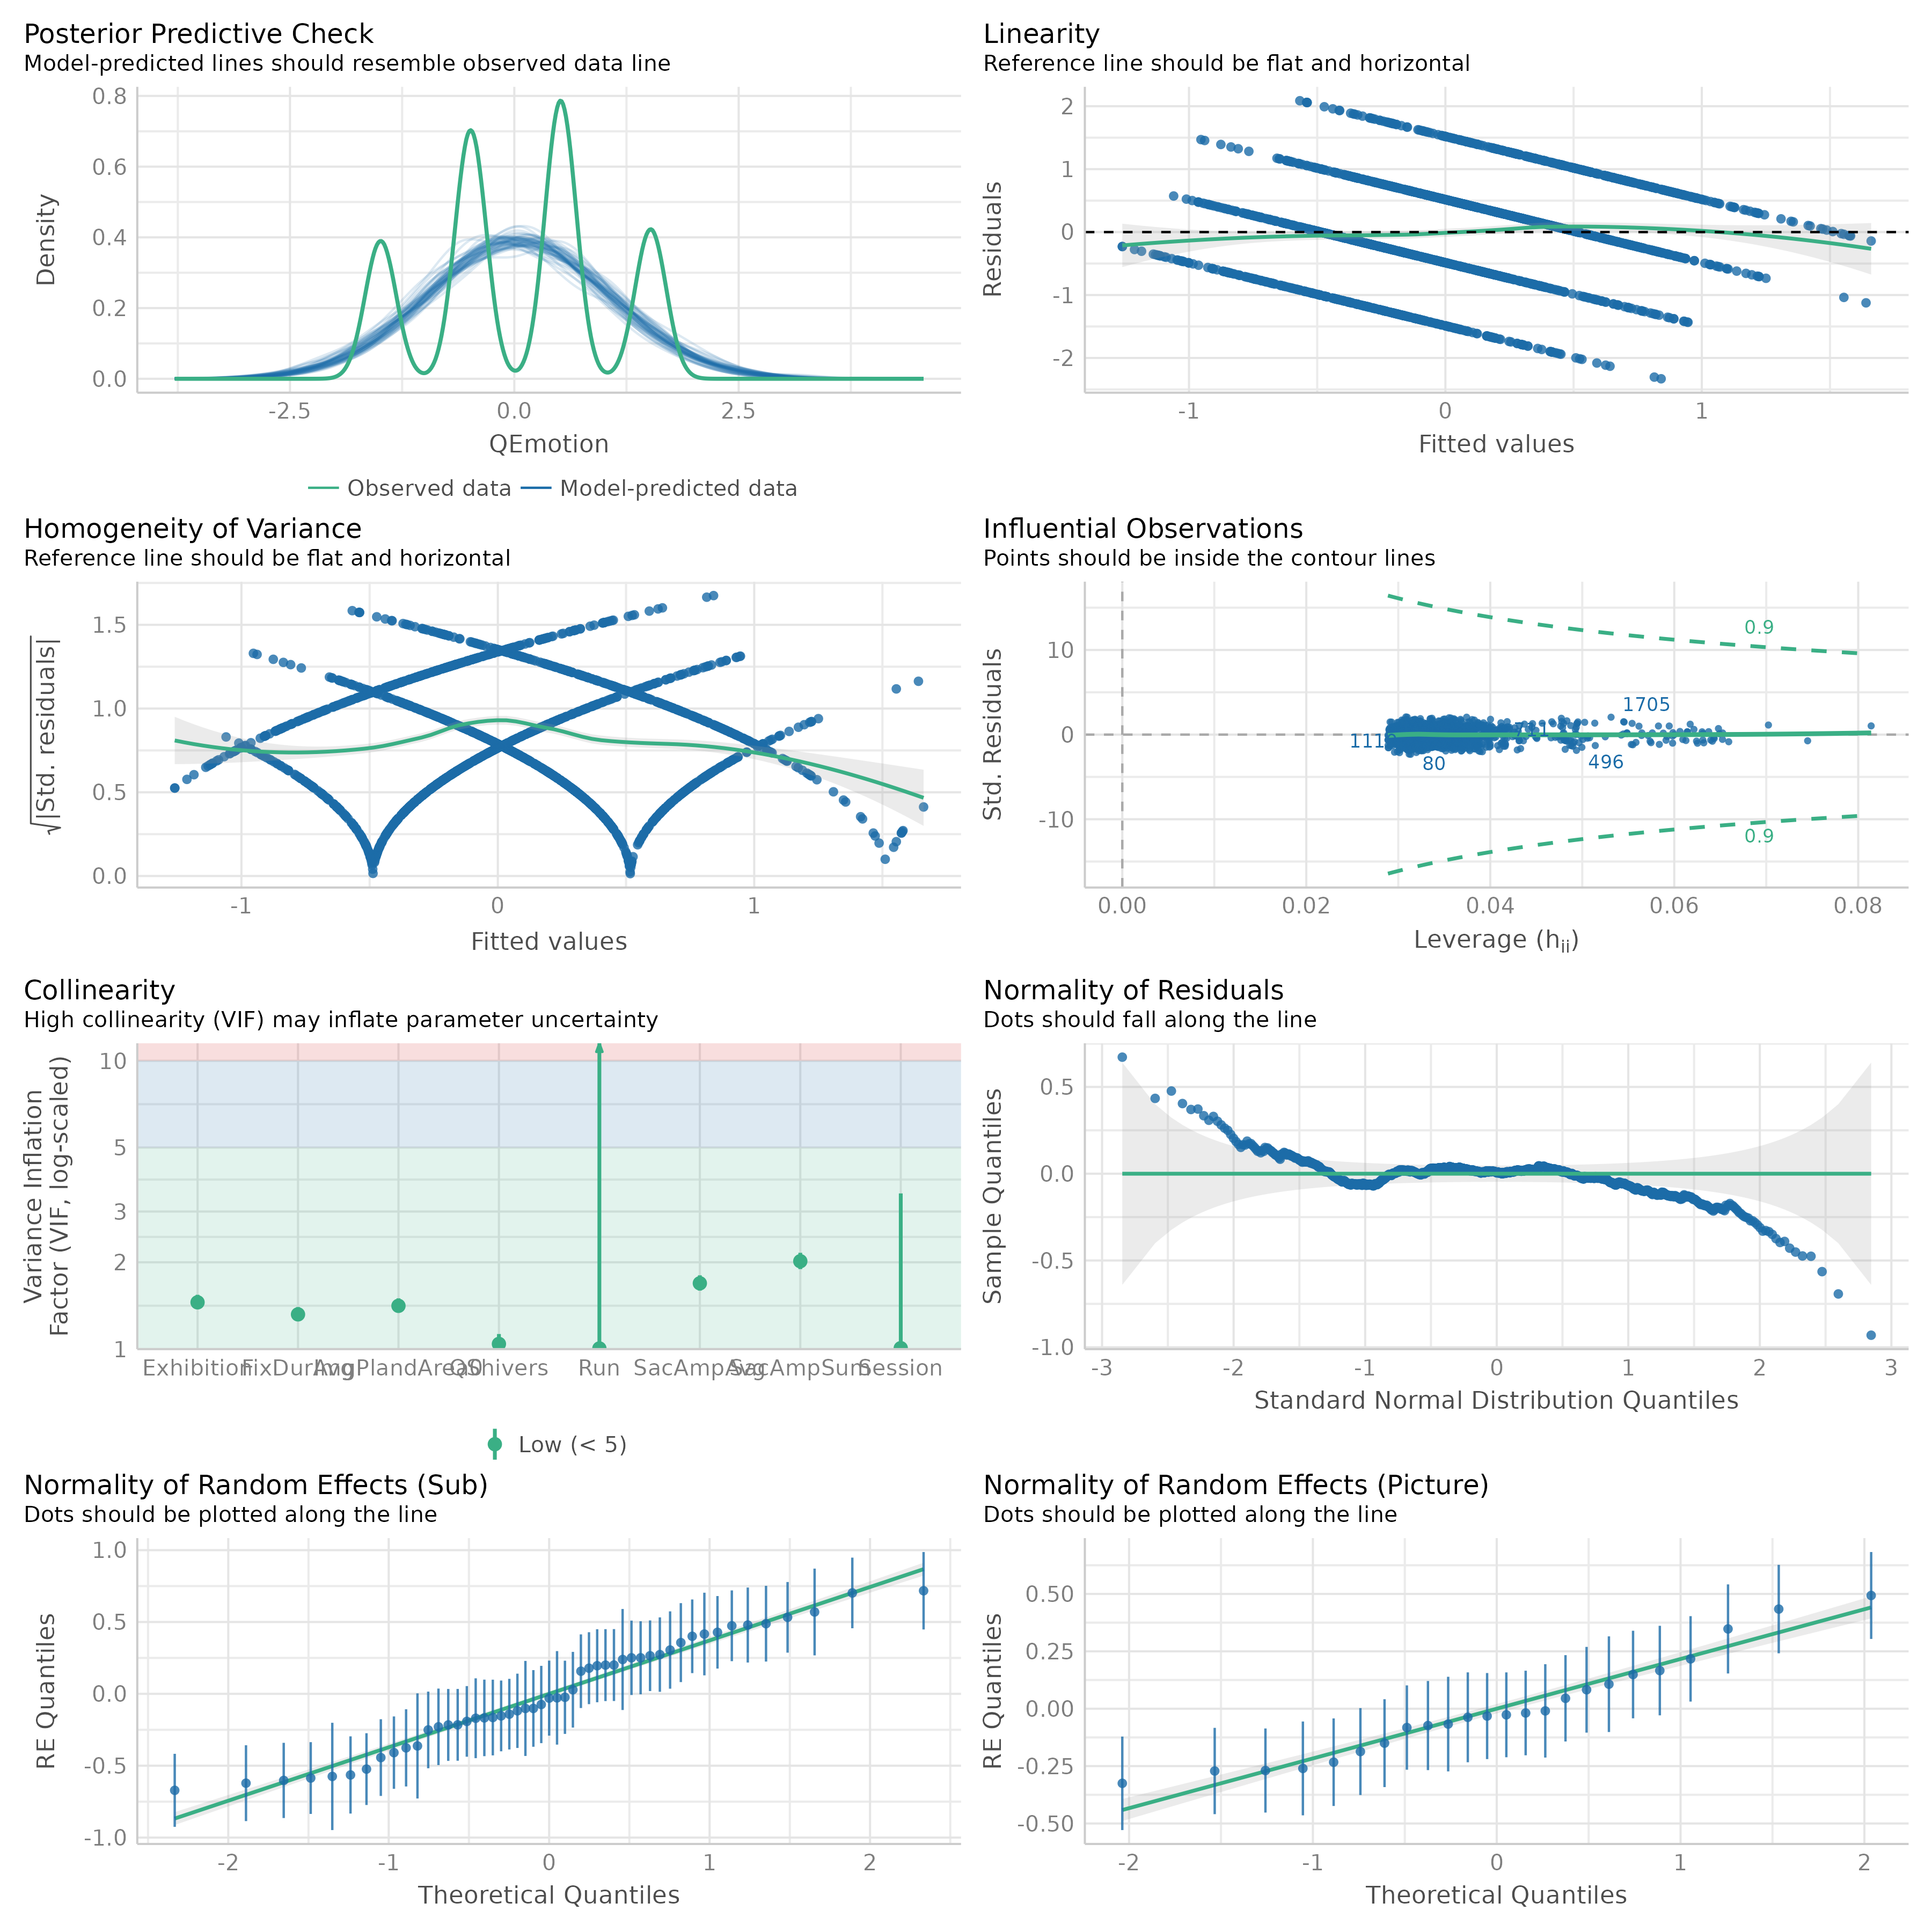 Posterior Predictive Check
Model-predicted lines should resemble observed data line
0.8
0.6
0.4
0.2
0.0
Density
-2.5
0.0
2.5
QEmotion
Observed data
Model-predicted data
Linearity
Reference line should be flat and horizontal
2
1
0
-1
-2
Residuals
-1
0
1
Fitted values
Homogeneity of Variance
Reference line should be flat and horizontal
1.5
1.0
0.5
0.0
√|Std. residuals|
-1
0
1
Fitted values
Influential Observations
Points should be inside the contour lines
10
0
-10
Std. Residuals
0.9
1705
111
80
496
0.9
0.00
0.02
0.04
0.06
0.08
Leverage (hii)
Collinearity
High collinearity (VIF) may inflate parameter uncertainty
10
5
3
2
1
Variance Inflation
Factor (VIF, log-scaled)
Exhibition
FixDurAvg
QShivers
Run
SacAmpAvg
SacAmpSum
Session
Low (< 5)
Normality of Residuals
Dots should fall along the line
0.5
0.0
-0.5
-1.0
Sample Quantiles
-3
-2
-1
0
1
2
3
Standard Normal Distribution Quantiles
Normality of Random Effects (Sub)
Dots should be plotted along the line
1.0
0.5
0.0
-0.5
-1.0
RE Quantiles
-2
-1
0
1
2
Theoretical Quantiles
Normality of Random Effects (Picture)
Dots should be plotted along the line
0.50
0.25
0.00
-0.25
-0.50
RE Quantiles
-2
-1
0
1
2
Theoretical Quantiles